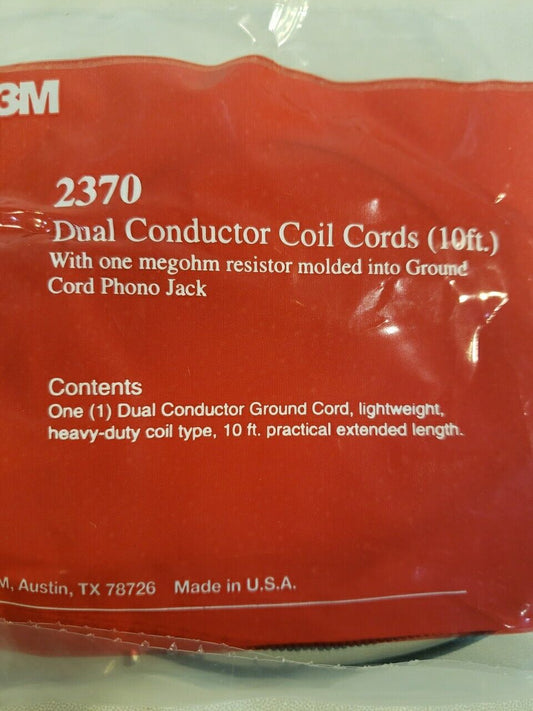 3M
2370
Dual Conductor Coil Cords (10ft.)
With one megohm resistor molded into Ground
Cord Phono Jack
Contents
One (1) Dual Conductor Ground Cord, lightweight,
heavy-duty coil type, 10 ft. practical extended length.
M, Austin, TX 78726 Made in U.S.A.